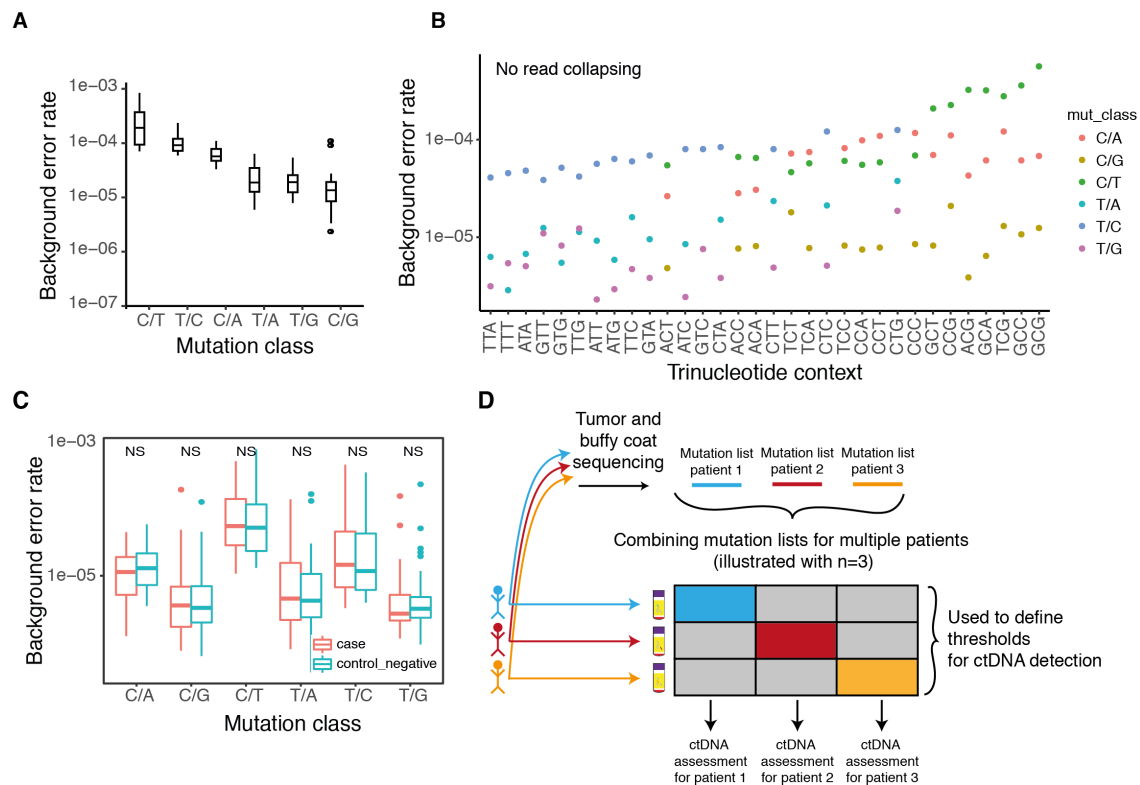 A
Background error rate
1e−03
1e−04
1e−05
1e−06
1e−07
C/T T/C C/A T/A T/G C/G
Mutation class
B
Background error rate
No read collapsing
1e−04
1e−05
TTA TTT ATA GTT GTG TTG ATT ATG TTC GTA ACT ATC GTC CTA ACC ACA CTT TCT TCA CTC TCC CCA CCT CTG CCC GCT CCG ACG GCA TCG GCC GCG
Trinucleotide context
mut_class
C/A
C/G
C/T
T/A
T/C
T/G
C
Background error rate
1e−03
1e−05
NS NS NS NS NS NS
case
control_negative
C/A C/G C/T T/A T/C T/G
Mutation class
D
Tumor and
buffy coat
sequencing
Mutation list
patient 1
Mutation list
patient 2
Mutation list
patient 3
Combining mutation lists for multiple patients
(illustrated with n=3)
Used to define
thresholds
for ctDNA detection
ctDNA
assessment
for patient 1
ctDNA
assessment
for patient 2
ctDNA
assessment
for patient 3